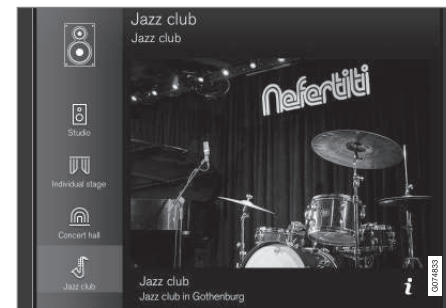 Jazz club
Jazz club
Nefertiti
Studio
Individual stage
Concert hall
Jazz club
Jazz club
Jazz club in Gothenburg
i
G074833